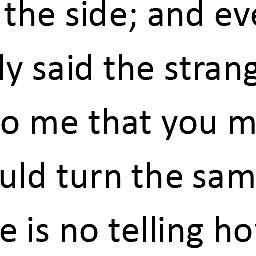 the side; and eve
ly said the strang
o me that you m
uld turn the sam
e is no telling ho